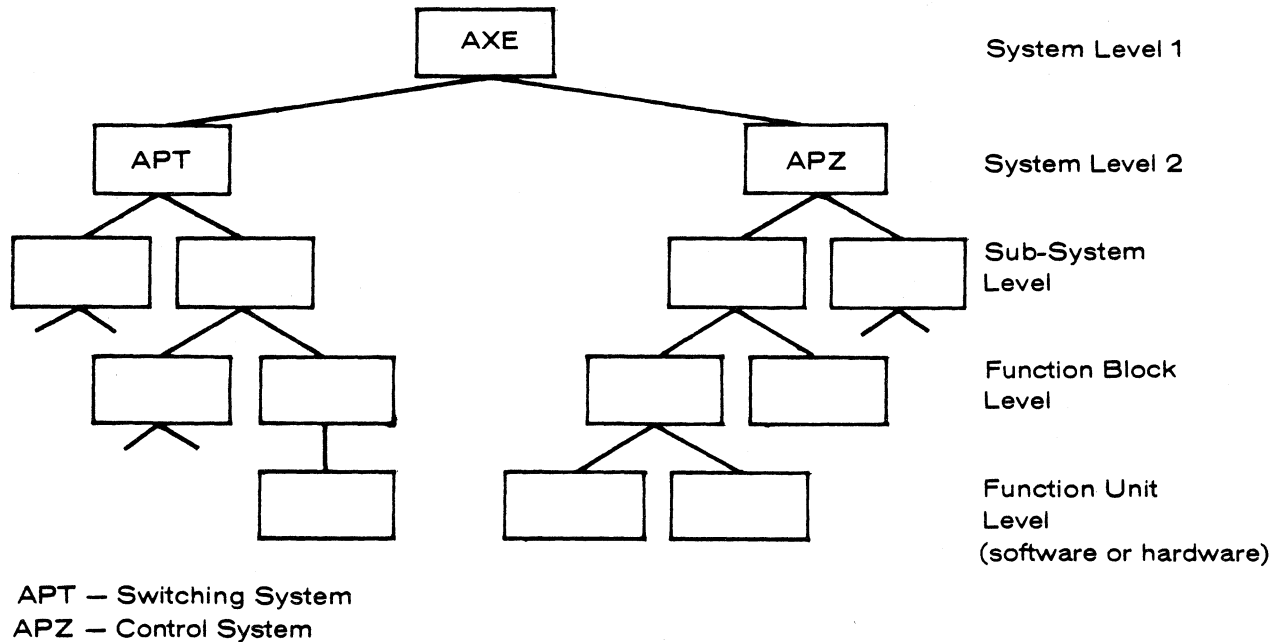 AXE
System Level 1
APT
APZ
System Level 2
Sub-System
Level
Function Block
Level
Function Unit
Level
(software or hardware)
APT — Switching System
APZ — Control System